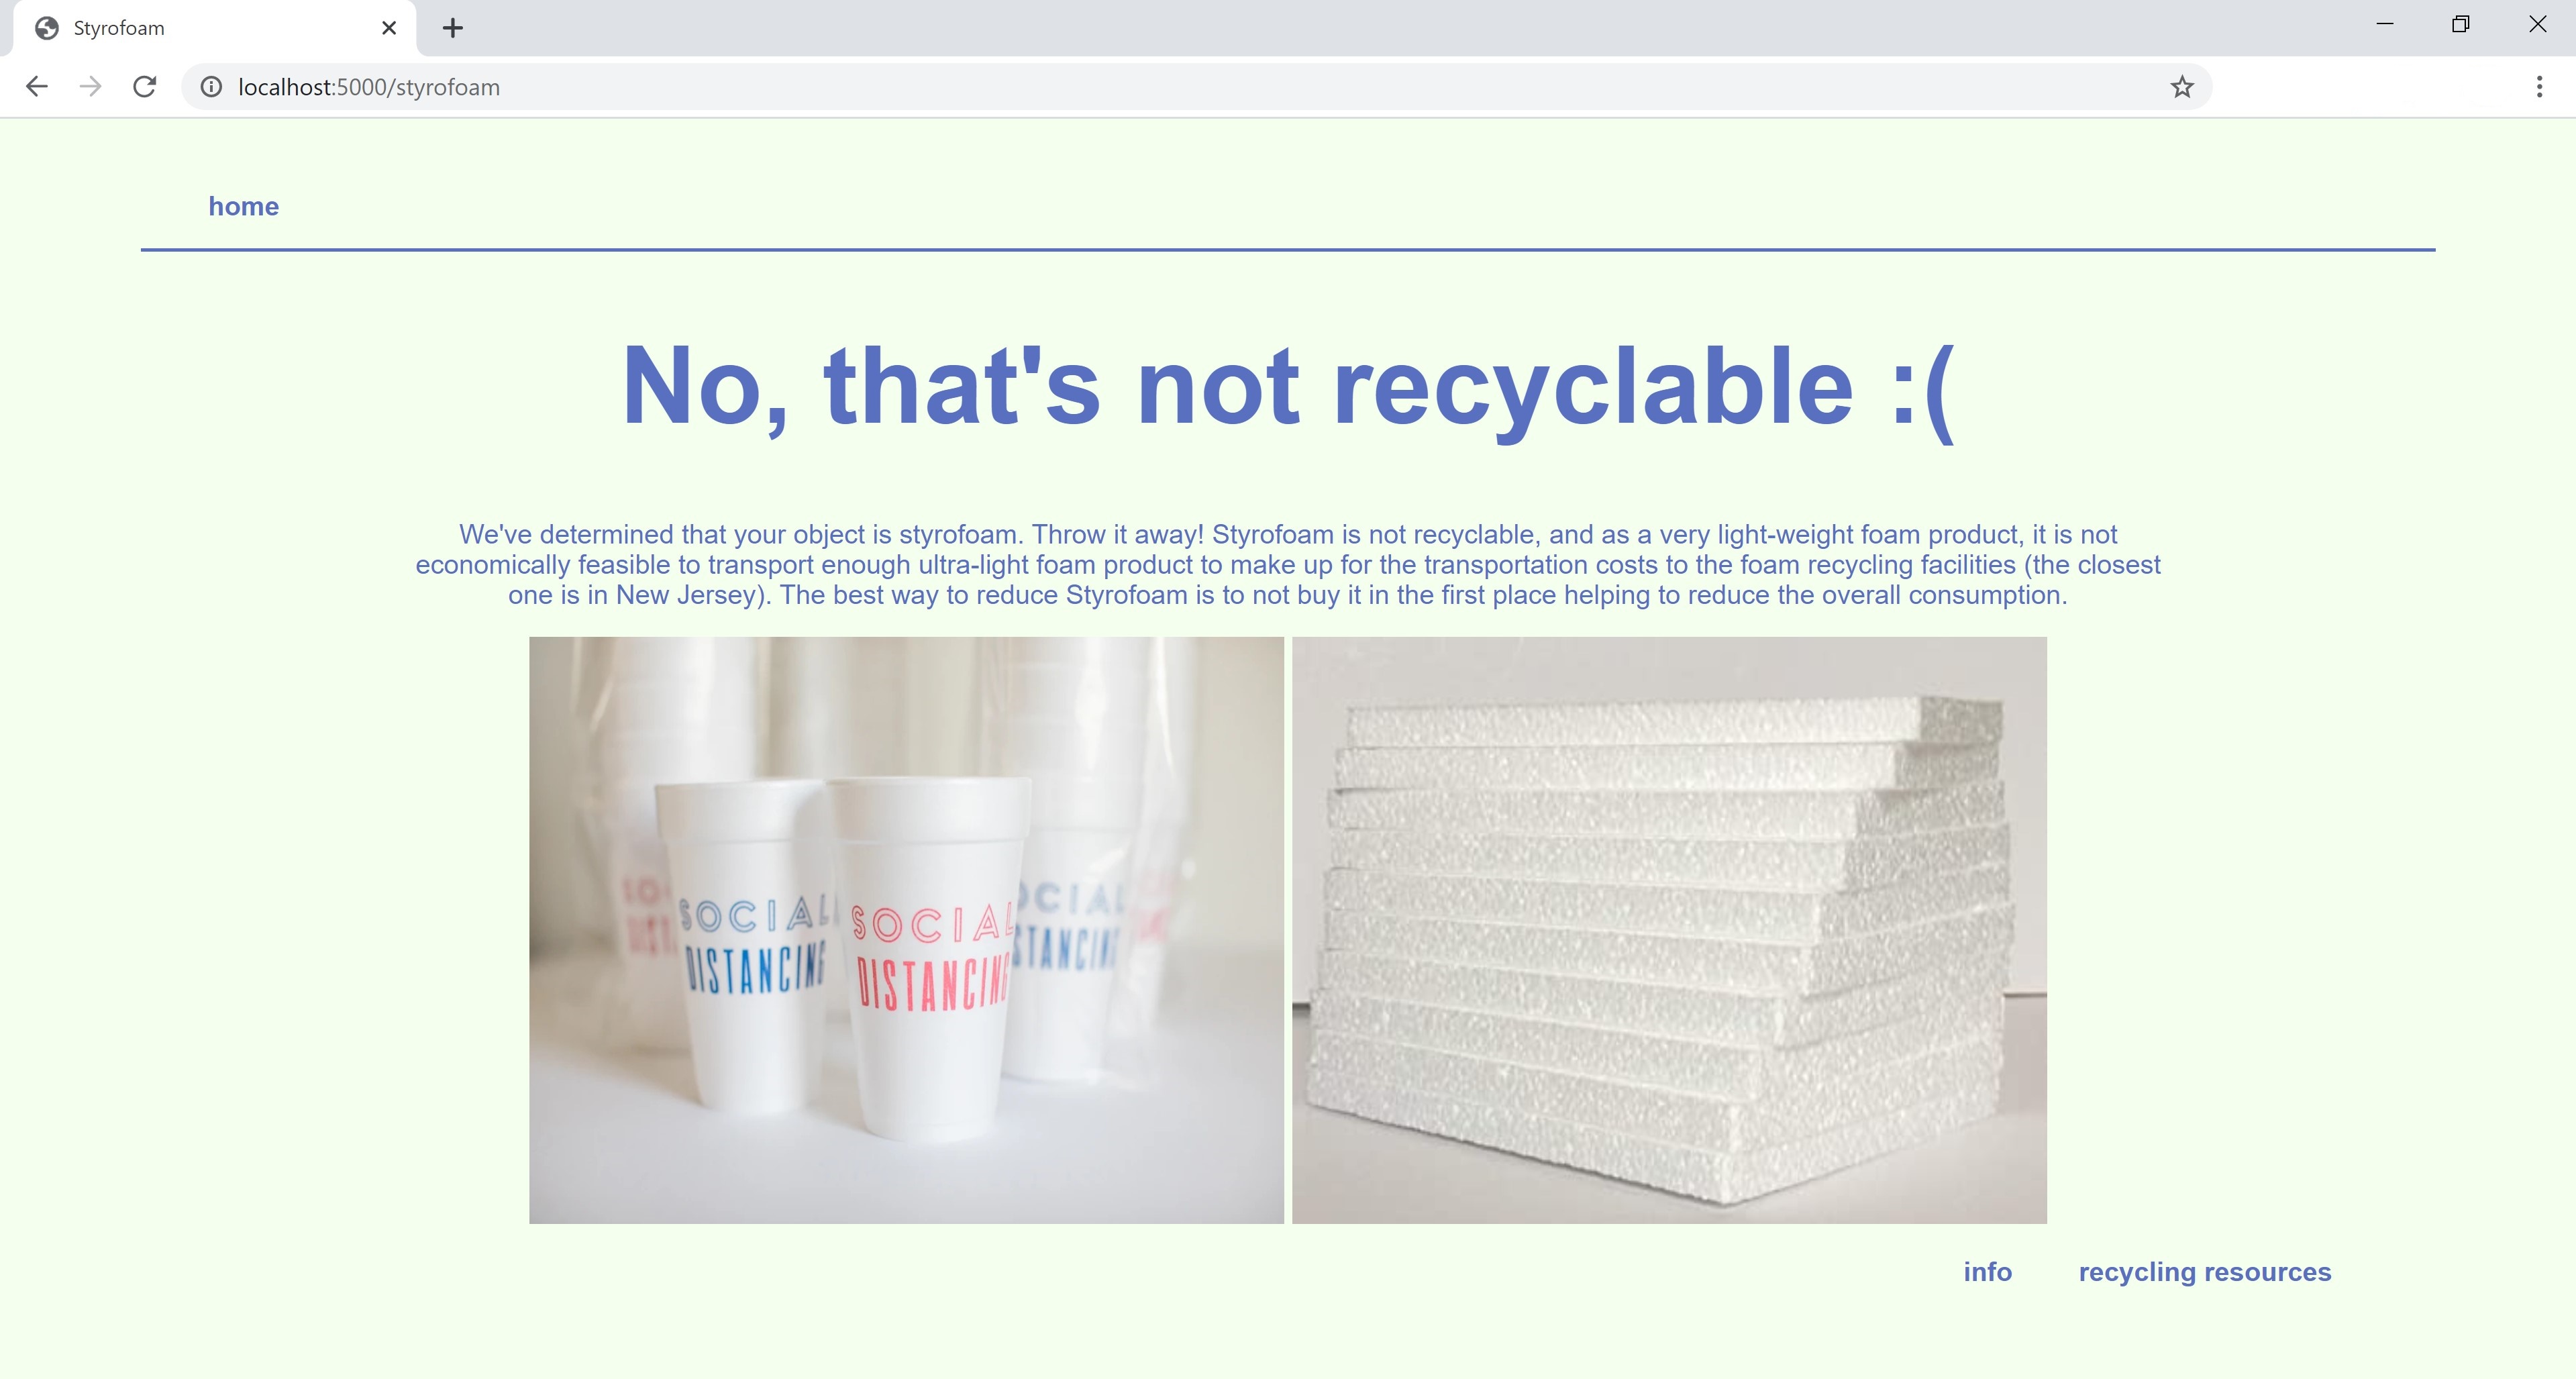 Styrofoam
localhost:5000/styrofoam
home
No, that's not recyclable :(
We've determined that your object is styrofoam. Throw it away! Styrofoam is not recyclable, and as a very light-weight foam product, it is not
economically feasible to transport enough ultra-light foam product to make up for the transportation costs to the foam recycling facilities (the closest
one is in New Jersey). The best way to reduce Styrofoam is to not buy it in the first place helping to reduce the overall consumption.
SOCIAL
DISTANCING
SOCIAL
DISTANCING
OCIAL
STANCING
info
recycling resources